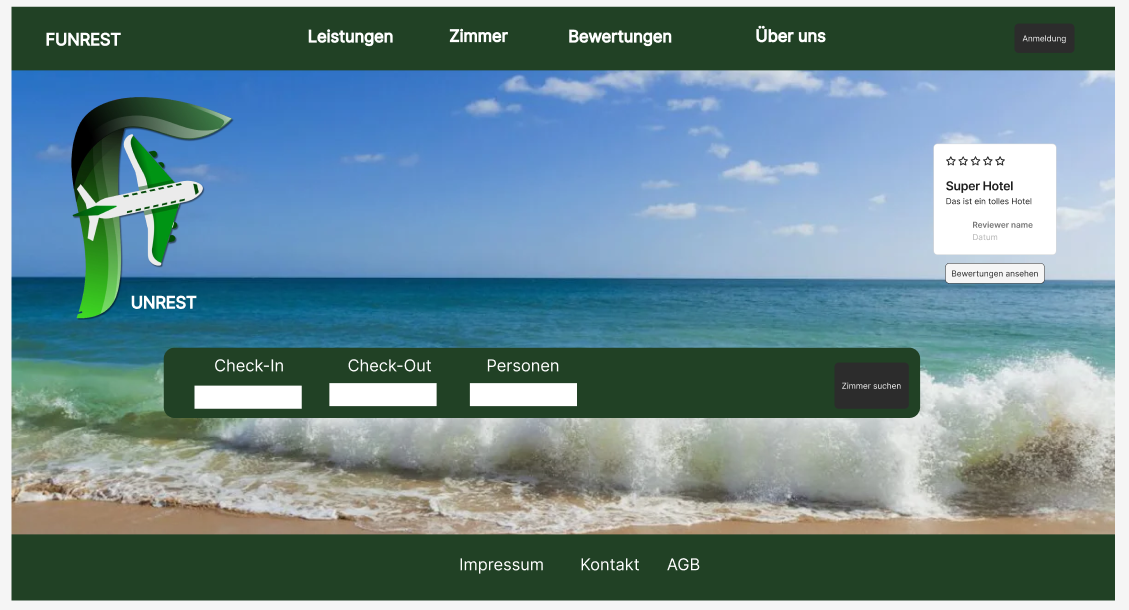 FUNREST
Leistungen
Zimmer
Bewertungen
Über uns
Anmeldung
Super Hotel
Das ist ein tolles Hotel
Reviewer name
Datum
Bewertungen ansehen
UNREST
Check-In
Check-Out
Personen
Zimmer suchen
Impressum
Kontakt
AGB